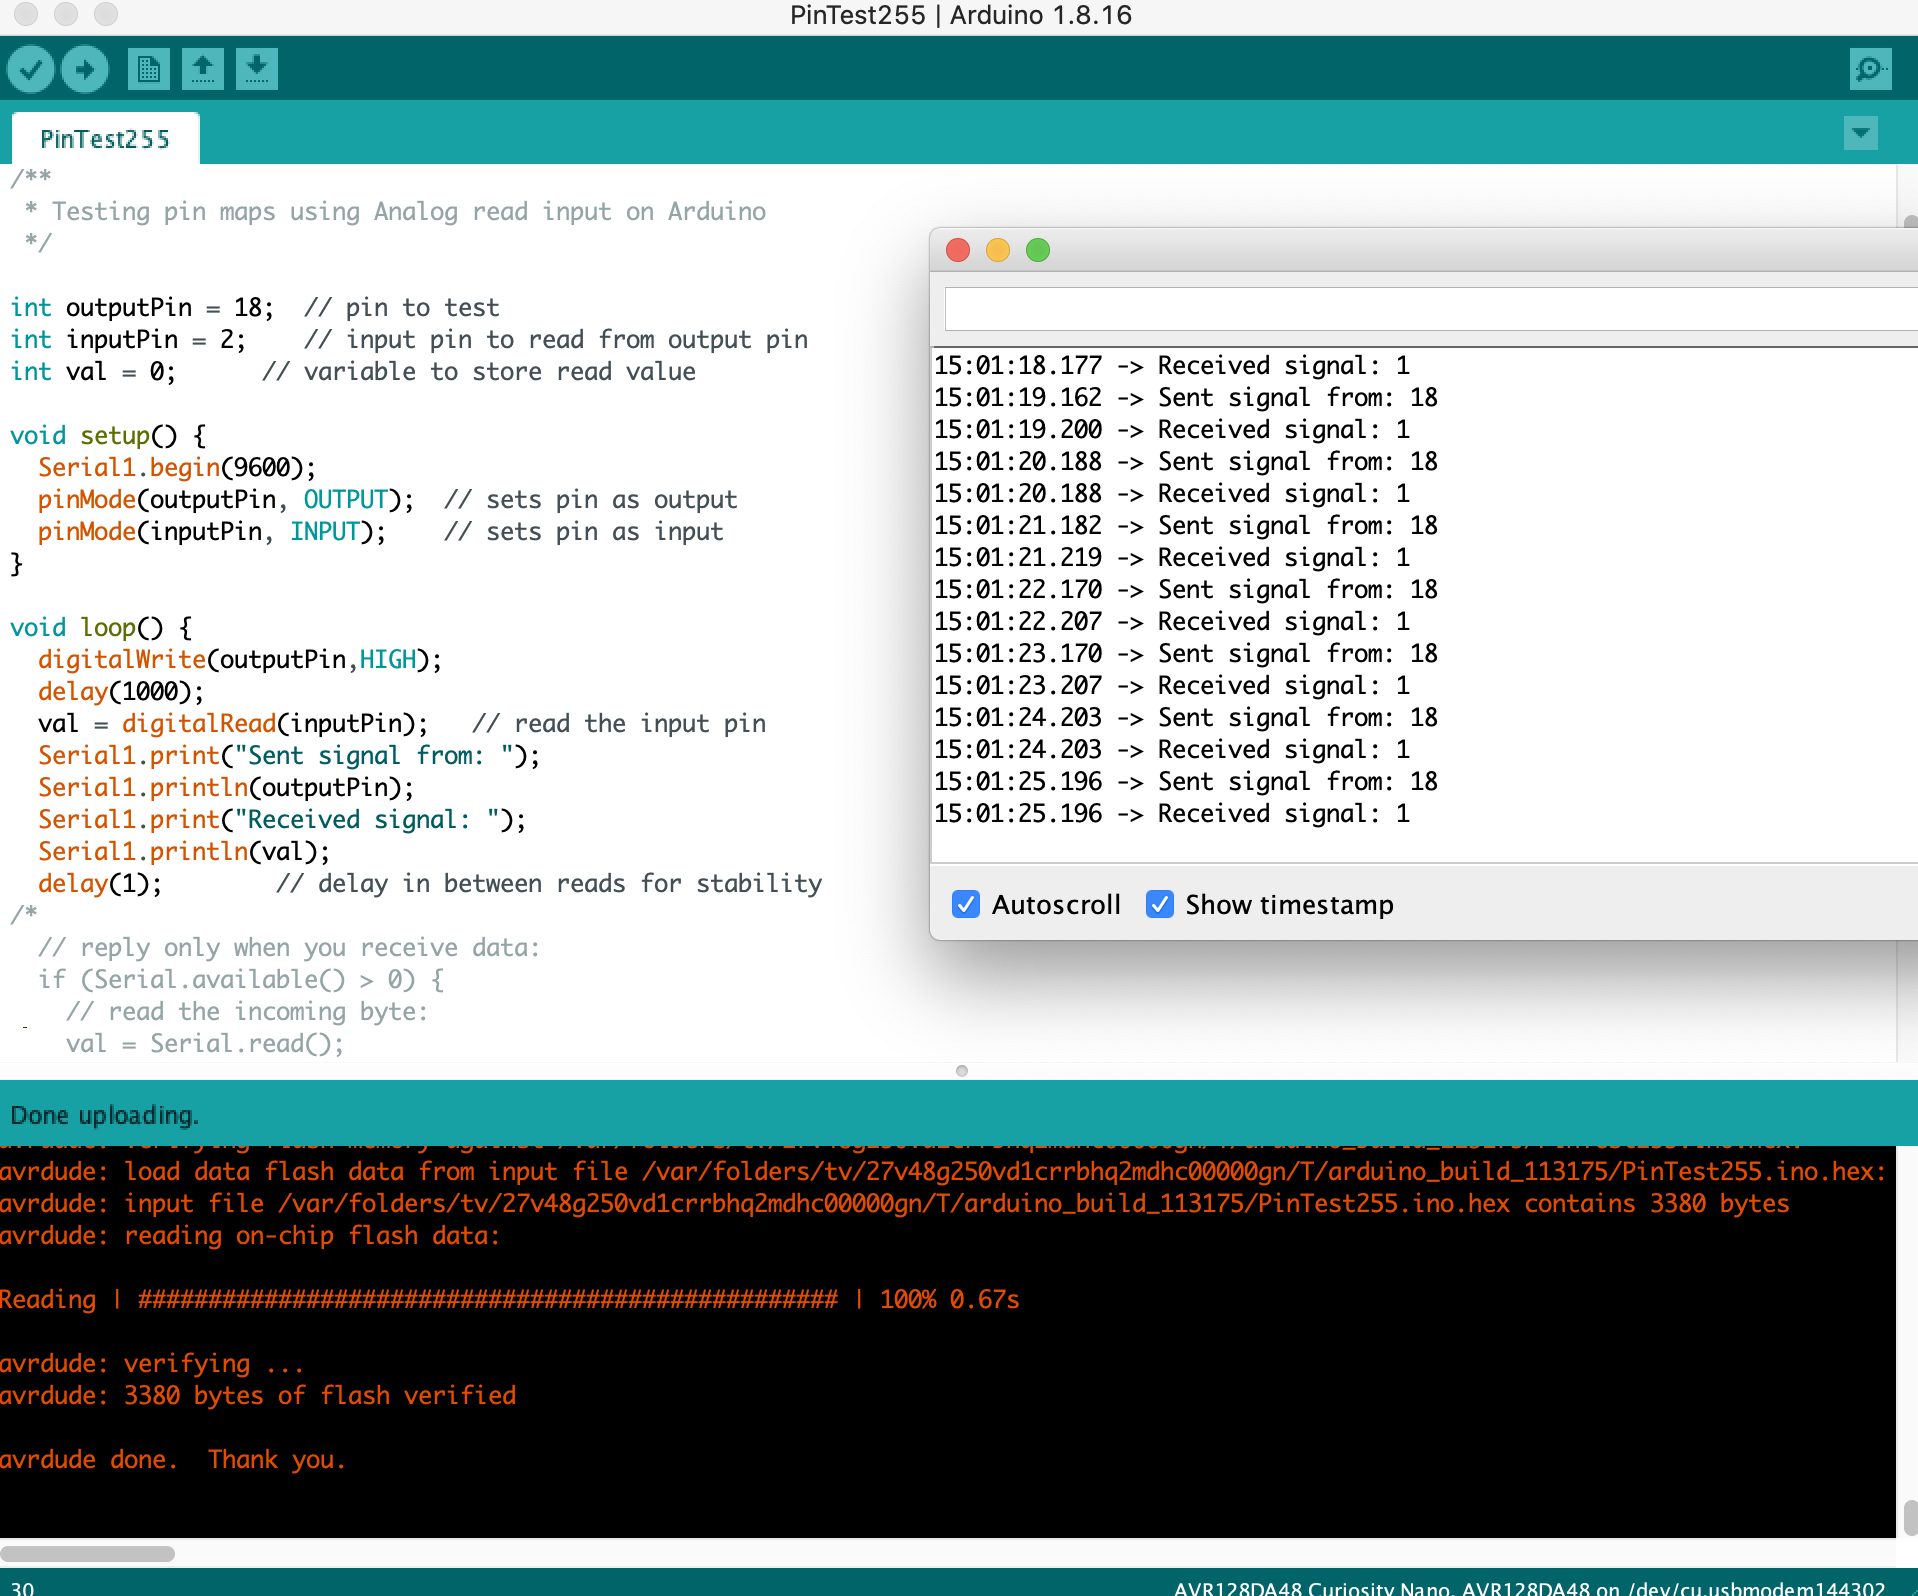 PinTest255 | Arduino 1.8.16
PinTest255
/**
 * Testing pin maps using Analog read input on Arduino
 */
int outputPin = 18;  // pin to test
int inputPin = 2;    // input pin to read from output pin
int val = 0;      // variable to store read value
void setup() {
  Serial1.begin(9600);
  pinMode(outputPin, OUTPUT);  // sets pin as output
  pinMode(inputPin, INPUT);    // sets pin as input
}
void loop() {
  digitalWrite(outputPin,HIGH);
  delay(1000);
  val = digitalRead(inputPin);   // read the input pin
  Serial1.print("Sent signal from: ");
  Serial1.println(outputPin);
  Serial1.print("Received signal: ");
  Serial1.println(val);
  delay(1);        // delay in between reads for stability
/*
  // reply only when you receive data:
  if (Serial.available() > 0) {
    // read the incoming byte:
    val = Serial.read();
15:01:18.177 -> Received signal: 1
15:01:19.162 -> Sent signal from: 18
15:01:19.200 -> Received signal: 1
15:01:20.188 -> Sent signal from: 18
15:01:20.188 -> Received signal: 1
15:01:21.182 -> Sent signal from: 18
15:01:21.219 -> Received signal: 1
15:01:22.170 -> Sent signal from: 18
15:01:22.207 -> Received signal: 1
15:01:23.170 -> Sent signal from: 18
15:01:23.207 -> Received signal: 1
15:01:24.203 -> Sent signal from: 18
15:01:24.203 -> Received signal: 1
15:01:25.196 -> Sent signal from: 18
15:01:25.196 -> Received signal: 1
Autoscroll Show timestamp
Done uploading.
avrdude: load data flash data from input file /var/folders/tv/27v48g250vd1crrbhq2mdhc00000gn/T/arduino_build_113175/PinTest255.ino.hex:
avrdude: input file /var/folders/tv/27v48g250vd1crrbhq2mdhc00000gn/T/arduino_build_113175/PinTest255.ino.hex contains 3380 bytes
avrdude: reading on-chip flash data:
Reading | ################################################## | 100% 0.67s
avrdude: verifying ...
avrdude: 3380 bytes of flash verified
avrdude done.  Thank you.
30 AVR128DA48 Curiosity Nano, AVR128DA48 on /dev/cu.usbmodem144302